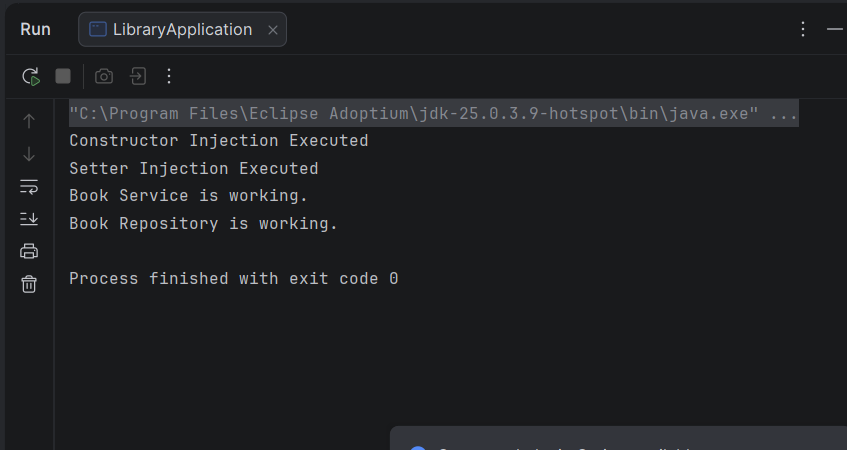 Run
LibraryApplication
"C:\Program Files\Eclipse Adoptium\jdk-25.0.3.9-hotspot\bin\java.exe" ...
Constructor Injection Executed
Setter Injection Executed
Book Service is working.
Book Repository is working.
Process finished with exit code 0